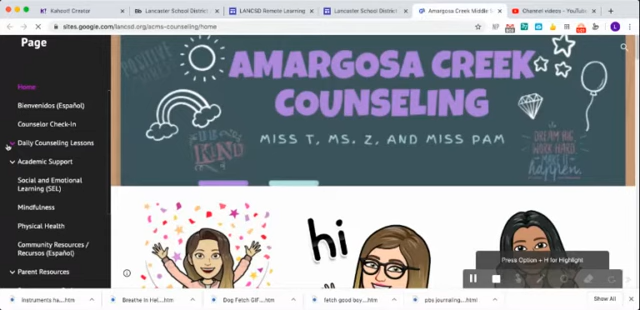 Kahoot! Creator
Lancaster School District
LANCSD Remote Learning
Lancaster School District
Amargosa Creek Middle
Channel videos - YouTube
sites.google.com/lancsd.org/acms-counseling/home
Page
Home
Bienvenidos (Español)
Counselor Check-In
Daily Counseling Lessons
Academic Support
Social and Emotional
Learning (SEL)
Mindfulness
Physical Health
Community Resources /
Recursos (Español)
Parent Resources
POSITIVE
AMARGOSA CREEK
COUNSELING
MISS T, MS. Z, AND MISS PAM
KIND
DREAM BIG
WORK HARD
MAKE IT
happen.
hi
Press Option + H for Highlight
instruments ha....htm
Breathe in Hel....htm
Dog Fetch GIF....htm
fetch good boy....htm
pbs journaling....htm
Show All